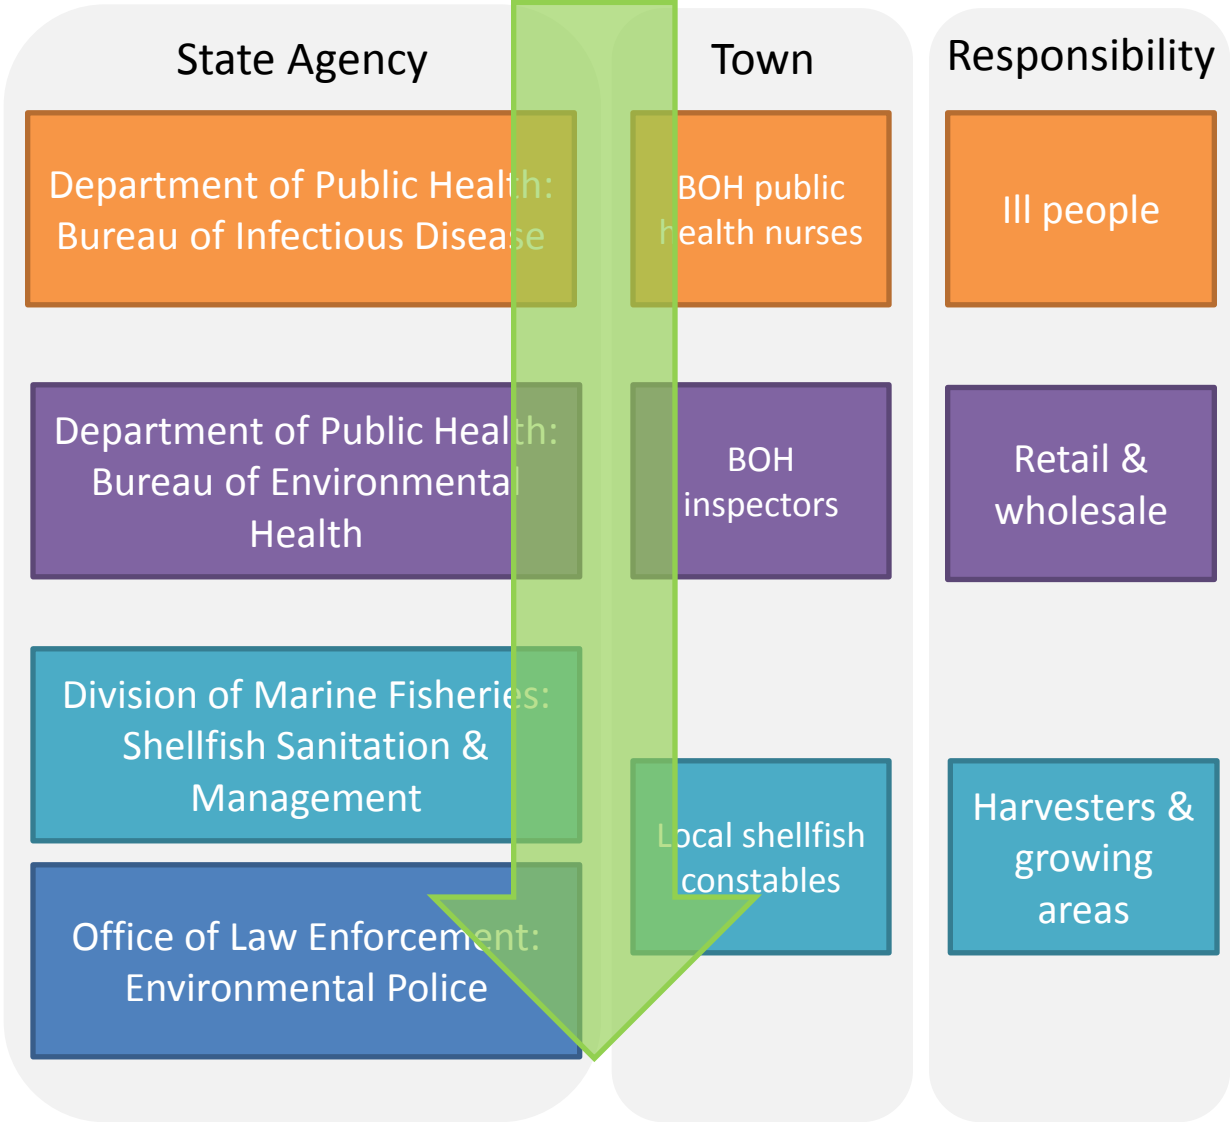 State Agency
Town
Responsibility
Department of Public Health:
Bureau of Infectious Disease
BOH public
health nurses
Ill people
Department of Public Health:
Bureau of Environmental
Health
BOH
inspectors
Retail &
wholesale
Division of Marine Fisheries:
Shellfish Sanitation &
Management
Local shellfish
constables
Harvesters &
growing
areas
Office of Law Enforcement:
Environmental Police